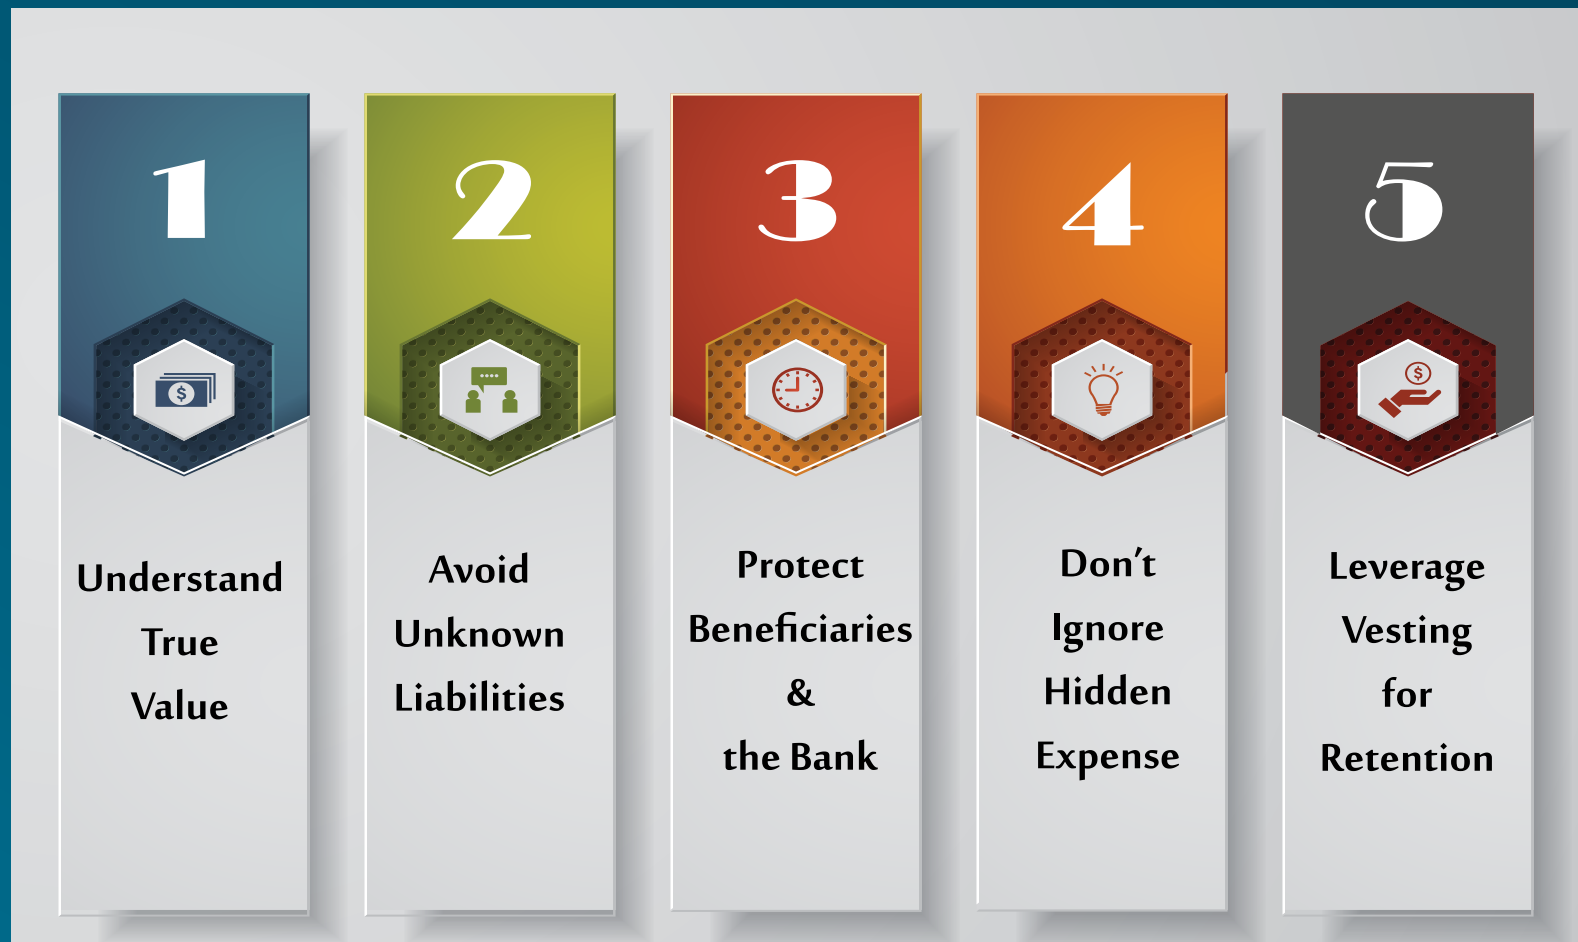 1
Understand
True
Value
2
Avoid
Unknown
Liabilities
3
Protect
Beneficiaries
&
the Bank
4
Don’t
Ignore
Hidden
Expense
5
Leverage
Vesting
for
Retention